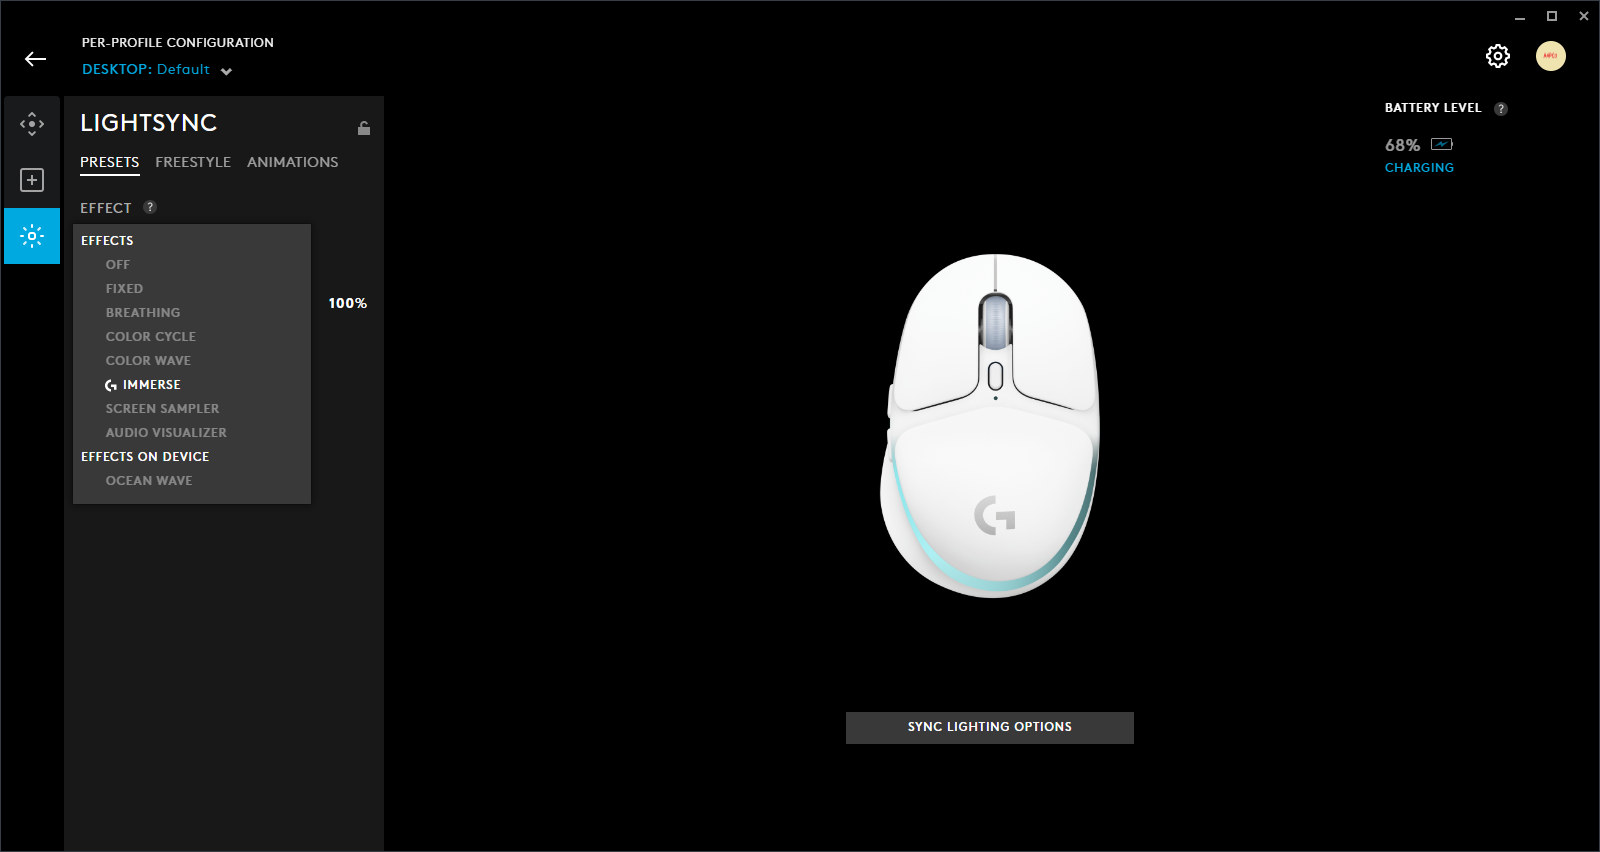 PER-PROFILE CONFIGURATION
DESKTOP: Default
LIGHTSYNC
PRESETS FREESTYLE ANIMATIONS
EFFECT ?
EFFECTS
OFF
FIXED
BREATHING
COLOR CYCLE
COLOR WAVE
IMMERSE
SCREEN SAMPLER
AUDIO VISUALIZER
EFFECTS ON DEVICE
OCEAN WAVE
100%
BATTERY LEVEL ?
68%
CHARGING
SYNC LIGHTING OPTIONS